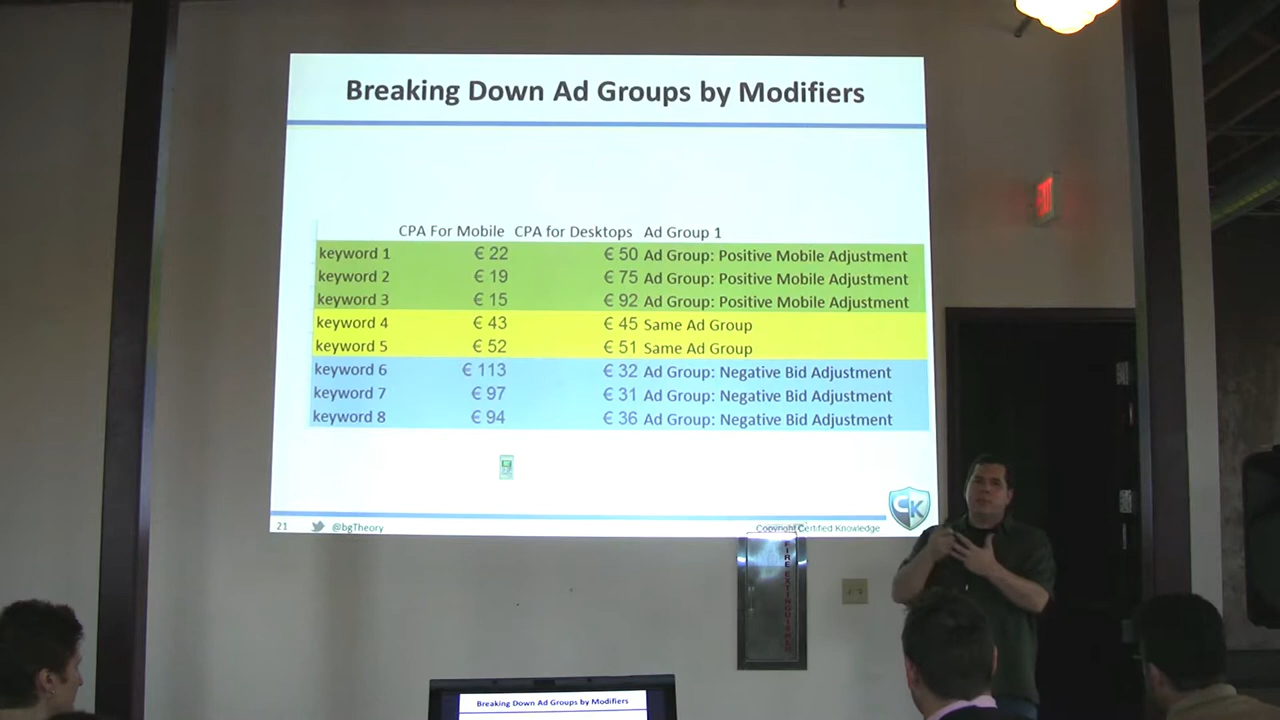 Breaking Down Ad Groups by Modifiers
CPA For Mobile CPA for Desktops Ad Group 1
keyword 1 € 22 € 50 Ad Group: Positive Mobile Adjustment
keyword 2 € 19 € 75 Ad Group: Positive Mobile Adjustment
keyword 3 € 15 € 92 Ad Group: Positive Mobile Adjustment
keyword 4 € 43 € 45 Same Ad Group
keyword 5 € 52 € 51 Same Ad Group
keyword 6 € 113 € 32 Ad Group: Negative Bid Adjustment
keyword 7 € 97 € 31 Ad Group: Negative Bid Adjustment
keyword 8 € 94 € 36 Ad Group: Negative Bid Adjustment
CK
21 @bgTheory Copyright Certified Knowledge
EXIT
FIRE EXTINGUISHER
Breaking Down Ad Groups by Modifiers